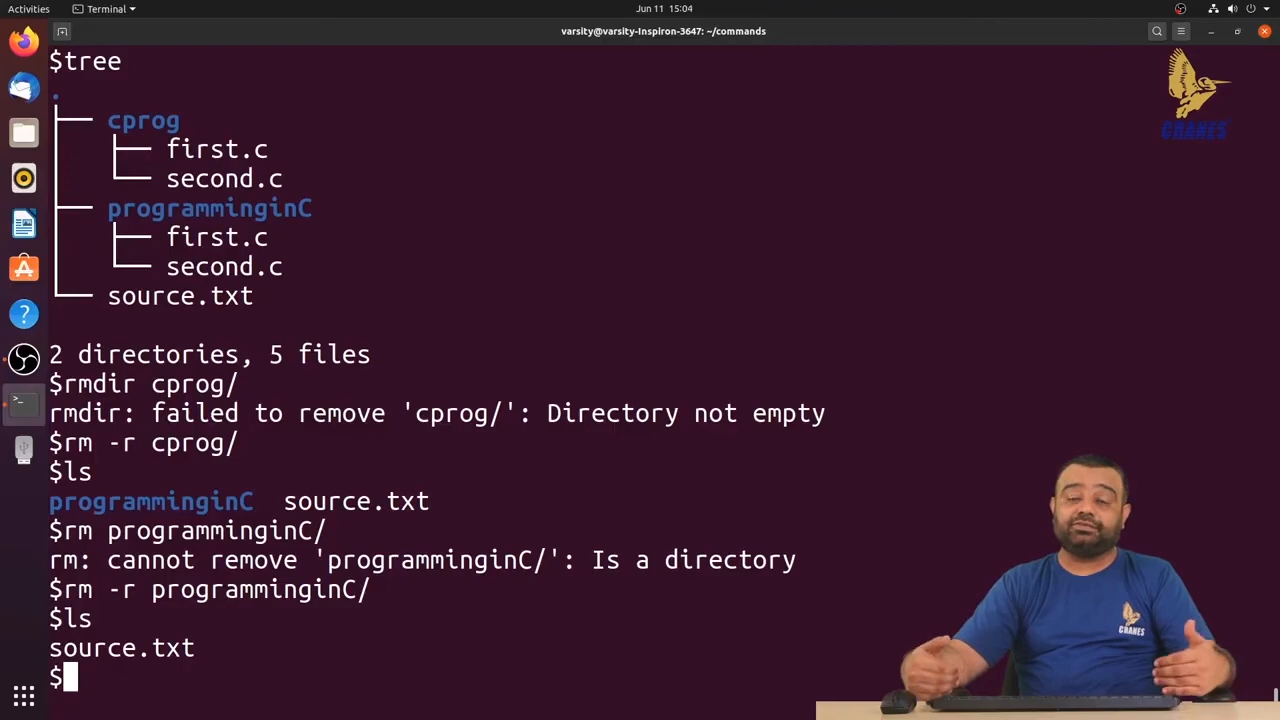 Activities
Terminal
Jun 11 15:04
varsity@varsity-Inspiron-3647: ~/commands
$tree
.
cprog
first.c
second.c
programminginC
first.c
second.c
source.txt
2 directories, 5 files
$rmdir cprog/
rmdir: failed to remove 'cprog/': Directory not empty
$rm -r cprog/
$ls
programminginC source.txt
$rm programminginC/
rm: cannot remove 'programminginC/': Is a directory
$rm -r programminginC/
$ls
source.txt
$
CRANES
CRANES